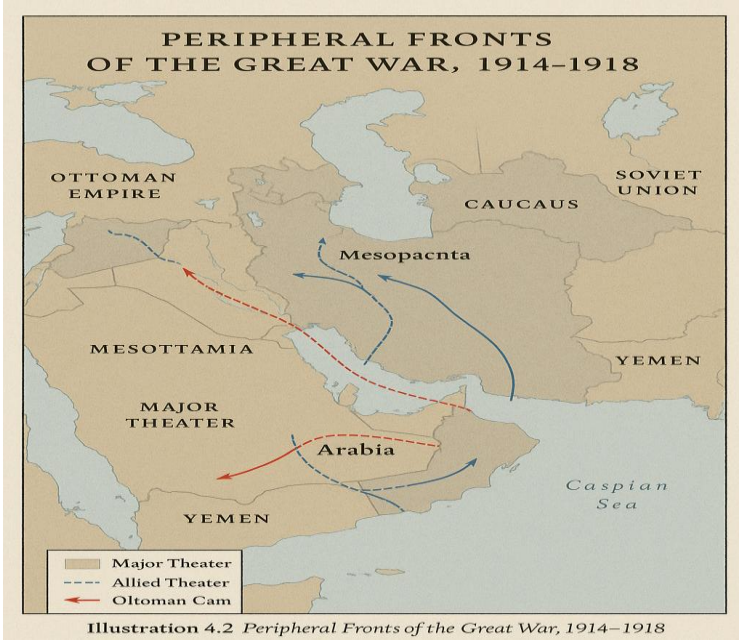 PERIPHERAL FRONTS
OF THE GREAT WAR, 1914–1918
OTTOMAN
EMPIRE
SOVIET
UNION
CAUCAUS
Mesopacnta
MESOTTAMIA
YEMEN
MAJOR
THEATER
Arabia
Caspian
Sea
YEMEN
Major Theater
Allied Theater
Oltoman Cam
Illustration 4.2 Peripheral Fronts of the Great War, 1914–1918